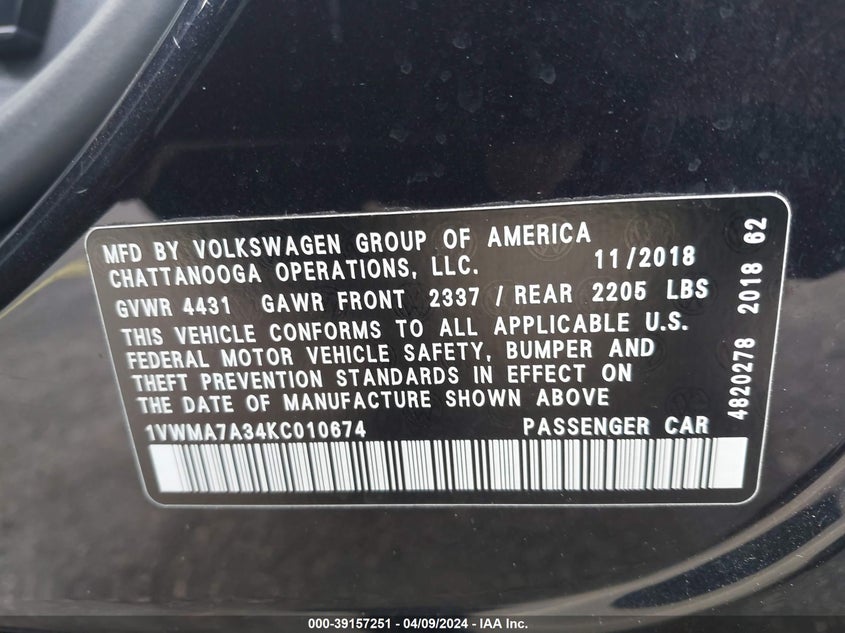 MFD BY VOLKSWAGEN GROUP OF AMERICA
CHATTANOOGA OPERATIONS, LLC. 11/2018
GVWR 4431 GAWR FRONT 2337 / REAR 2205 LBS
THIS VEHICLE CONFORMS TO ALL APPLICABLE U.S.
FEDERAL MOTOR VEHICLE SAFETY, BUMPER AND
THEFT PREVENTION STANDARDS IN EFFECT ON
THE DATE OF MANUFACTURE SHOWN ABOVE
1VWMA7A34KC010674 PASSENGER CAR
4820278 2018 62
000-39157251 - 04/09/2024 - IAA Inc.